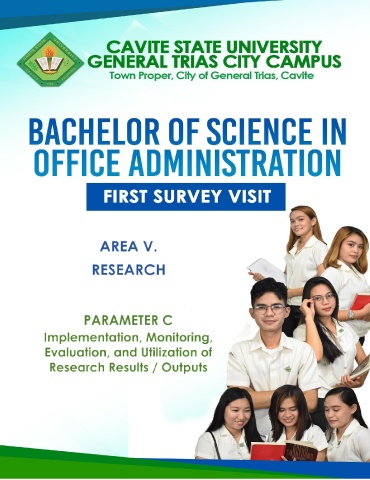 CAVITE STATE UNIVERSITY
GENERAL TRIAS CITY CAMPUS
Town Proper, City of General Trias, Cavite
BACHELOR OF SCIENCE IN
OFFICE ADMINISTRATION
FIRST SURVEY VISIT
AREA V.
RESEARCH
PARAMETER C
Implementation, Monitoring,
Evaluation, and Utilization of
Research Results / Outputs